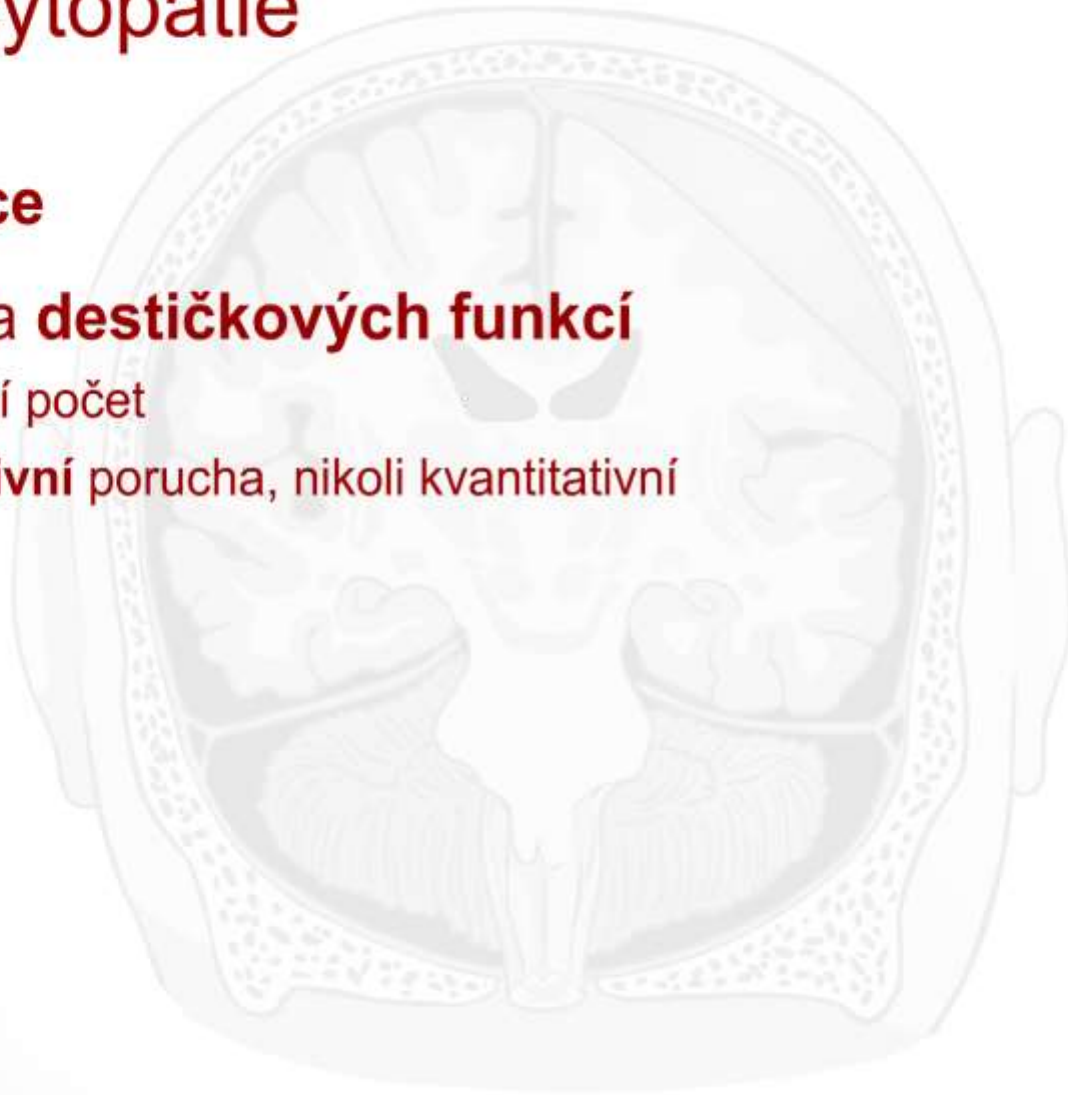 ytopatie
ce
a destičkových funkcí
í počet
ivní porucha, nikoli kvantitativní